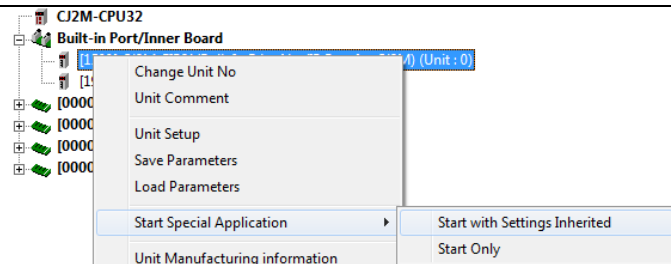 CJ2M-CPU32
Built-in Port/Inner Board
(Unit : 0)
Change Unit No
Unit Comment
[0000
[0000
Unit Setup
[0000
Save Parameters
[0000
Load Parameters
Start Special Application
Start with Settings Inherited
Start Only
Unit Manufacturing information